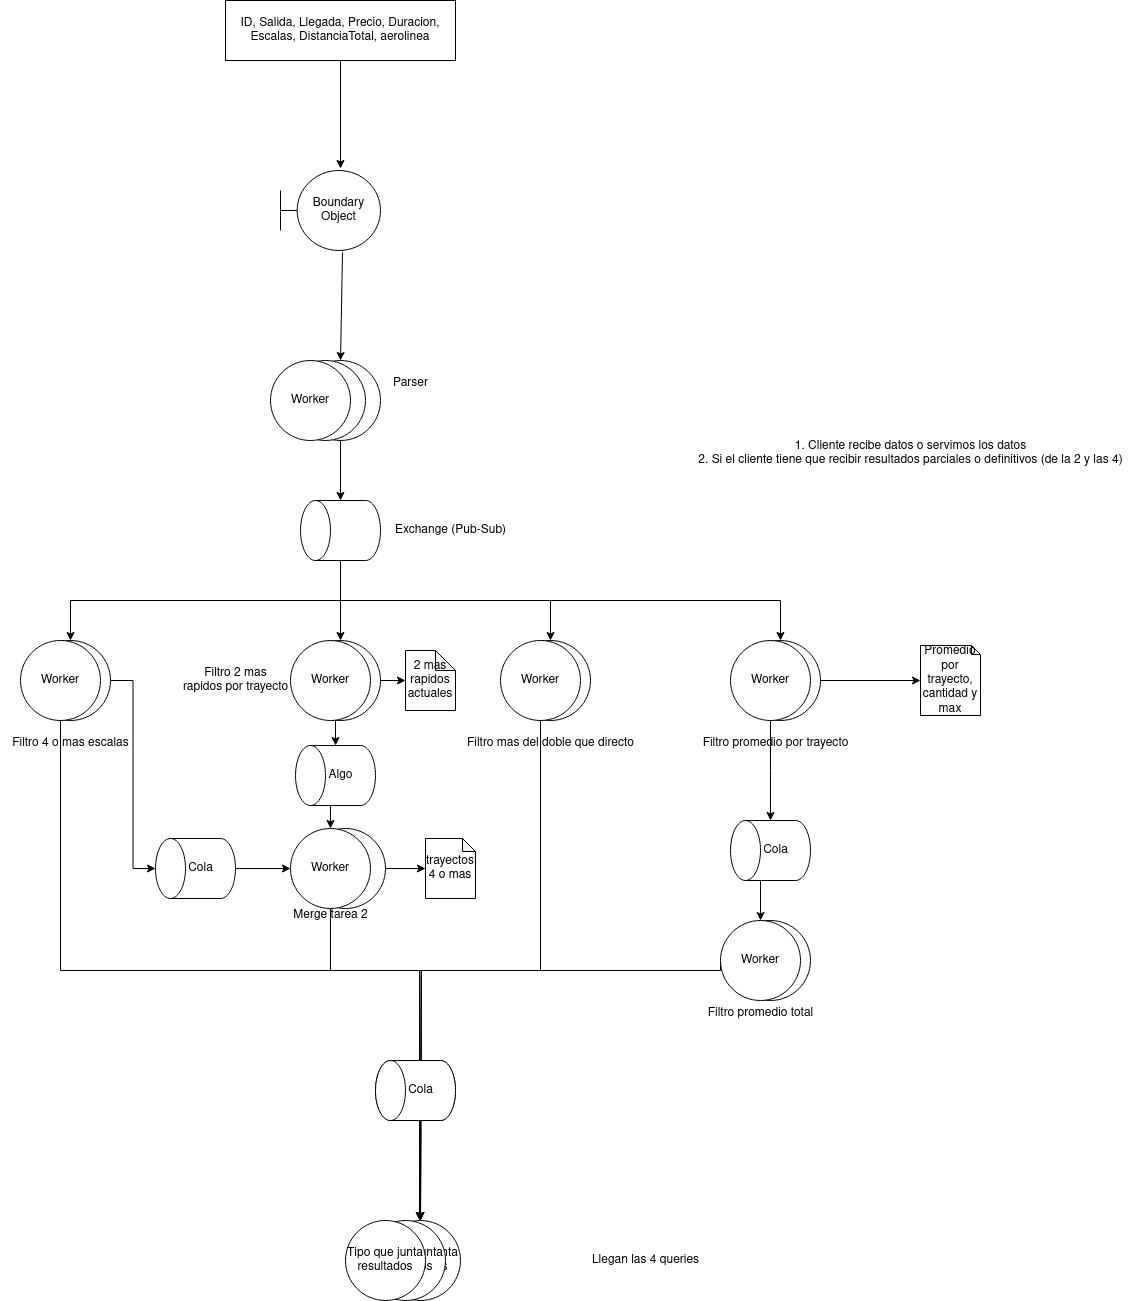 ID, Salida, Llegada, Precio, Duracion,
Escalas, DistanciaTotal, aerolinea
Boundary
Object
Worker
Parser
1. Cliente recibe datos o servimos los datos
2. Si el cliente tiene que recibir resultados parciales o definitivos (de la 2 y las 4)
Exchange (Pub-Sub)
Worker
Filtro 4 o mas escalas
Filtro 2 mas
rapidos por trayecto
Worker
2 mas
rapidos
actuales
Worker
Filtro mas del doble que directo
Worker
Filtro promedio por trayecto
Promedio
por
trayecto,
cantidad y
max
Algo
Cola
Worker
Merge tarea 2
trayectos
4 o mas
Cola
Worker
Filtro promedio total
Cola
Tipo que junta
resultados
Llegan las 4 queries